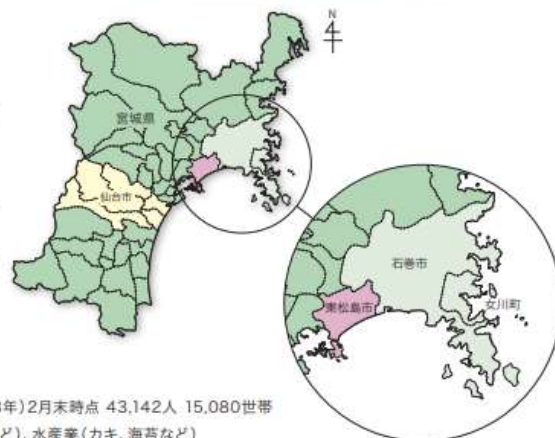 N
宮城県
仙台市
石巻市
女川町
東松島市
年)2月末時点 43,142人 15,080世帯
ど)、水産業(カキ、海苔など)